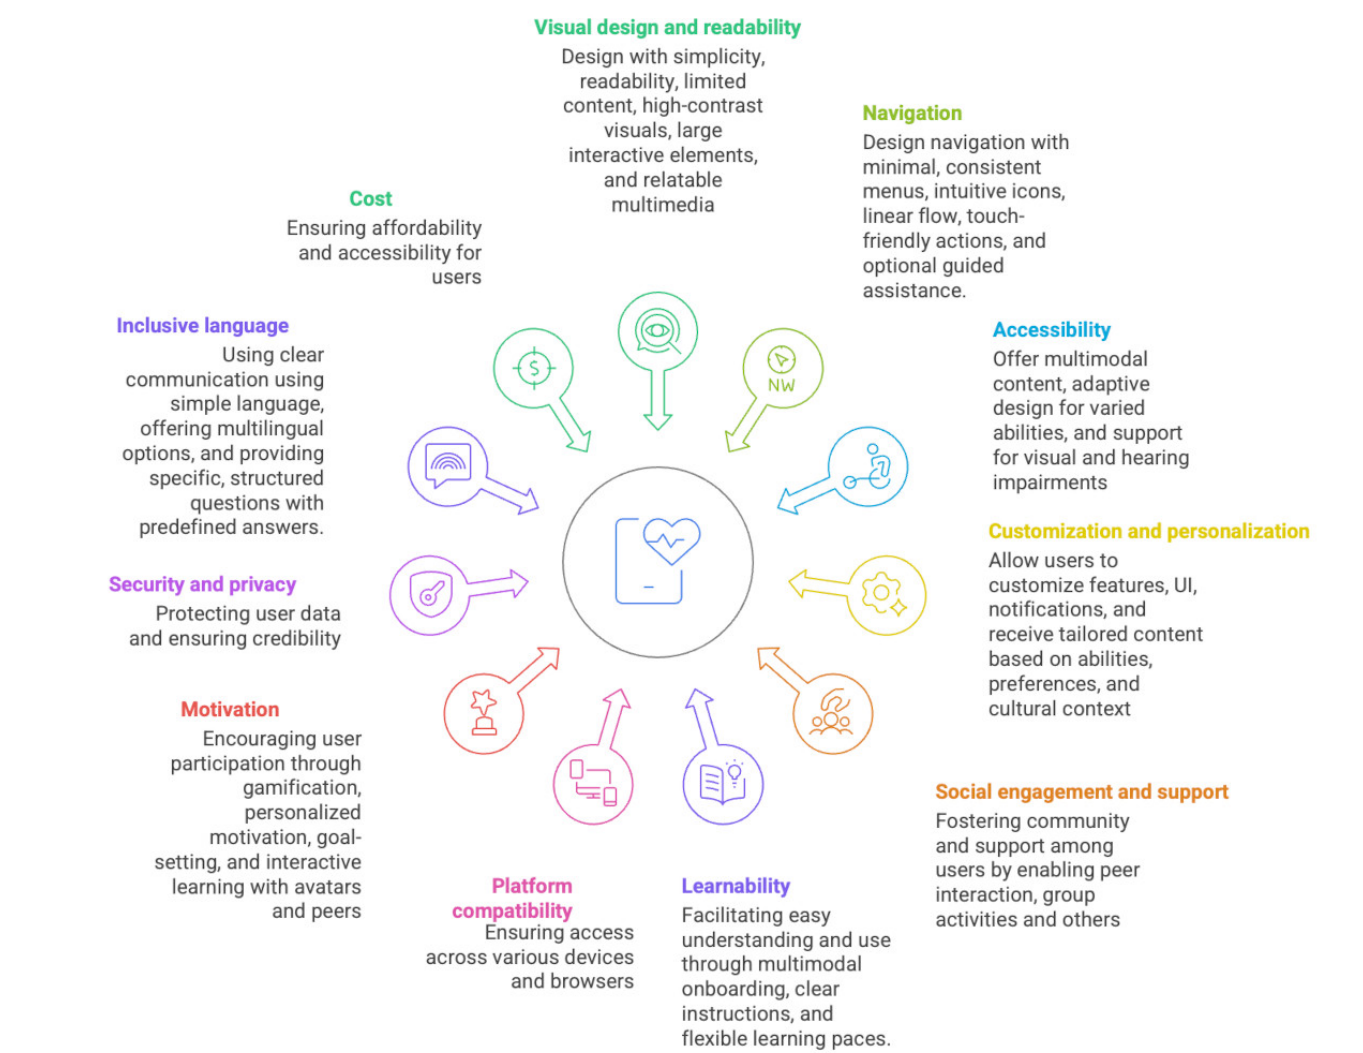 Visual design and readability
Design with simplicity,
readability, limited
content, high-contrast
visuals, large
interactive elements,
and relatable
multimedia
Navigation
Design navigation with
minimal, consistent
menus, intuitive icons,
linear flow, touch-
friendly actions, and
optional guided
assistance.
Cost
Ensuring affordability
and accessibility for
users
Inclusive language
Using clear
communication using
simple language,
offering multilingual
options, and providing
specific, structured
questions with
predefined answers.
$
NW
Accessibility
Offer multimodal
content, adaptive
design for varied
abilities, and support
for visual and hearing
impairments
Customization and personalization
Allow users to
customize features, UI,
notifications, and
receive tailored content
based on abilities,
preferences, and
cultural context
Security and privacy
Protecting user data
and ensuring credibility
Motivation
Encouraging user
participation through
gamification,
personalized
motivation, goal-
setting, and interactive
learning with avatars
and peers
Social engagement and support
Fostering community
and support among
users by enabling peer
interaction, group
activities and others
Platform
compatibility
Ensuring access
across various devices
and browsers
Learnability
Facilitating easy
understanding and use
through multimodal
onboarding, clear
instructions, and
flexible learning paces.